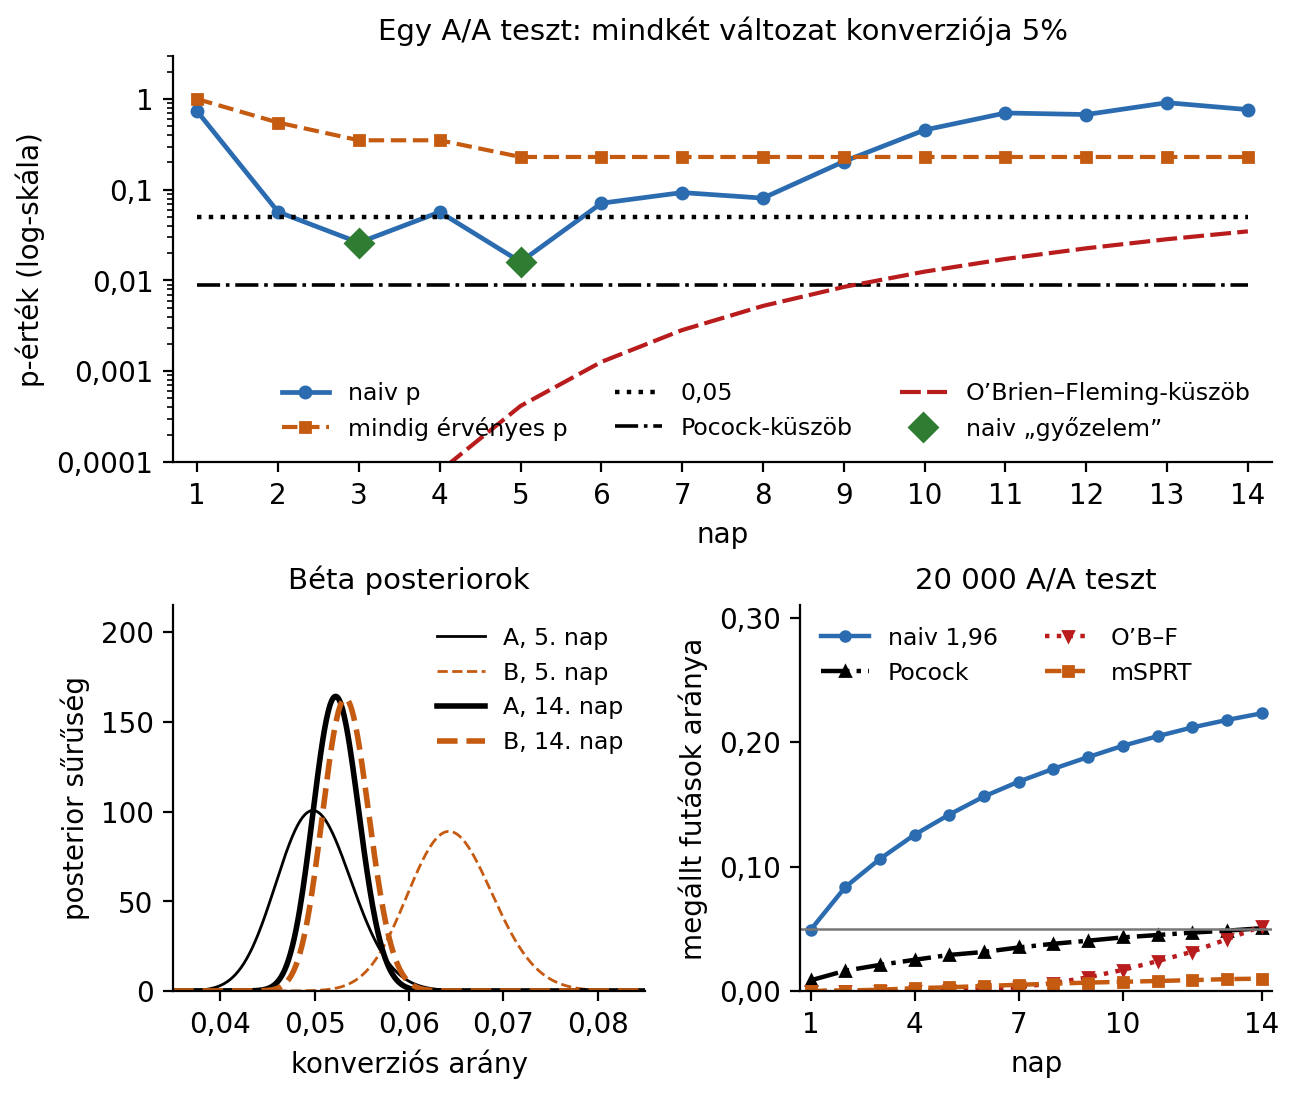 Egy A/A teszt: mindkét változat konverziója 5%
p-érték (log-skála)
1
0,1
0,01
0,001
0,0001
naiv p
mindig érvényes p
0,05
Pocock-küszöb
O’Brien–Fleming-küszöb
naiv „győzelem”
1 2 3 4 5 6 7 8 9 10 11 12 13 14
nap
Béta posteriorok
posterior sűrűség
200
150
100
50
0
A, 5. nap
B, 5. nap
A, 14. nap
B, 14. nap
0,04 0,05 0,06 0,07 0,08
konverziós arány
20 000 A/A teszt
megállt futások aránya
0,30
0,20
0,10
0,00
naiv 1,96
Pocock
O’B–F
mSPRT
1 4 7 10 14
nap